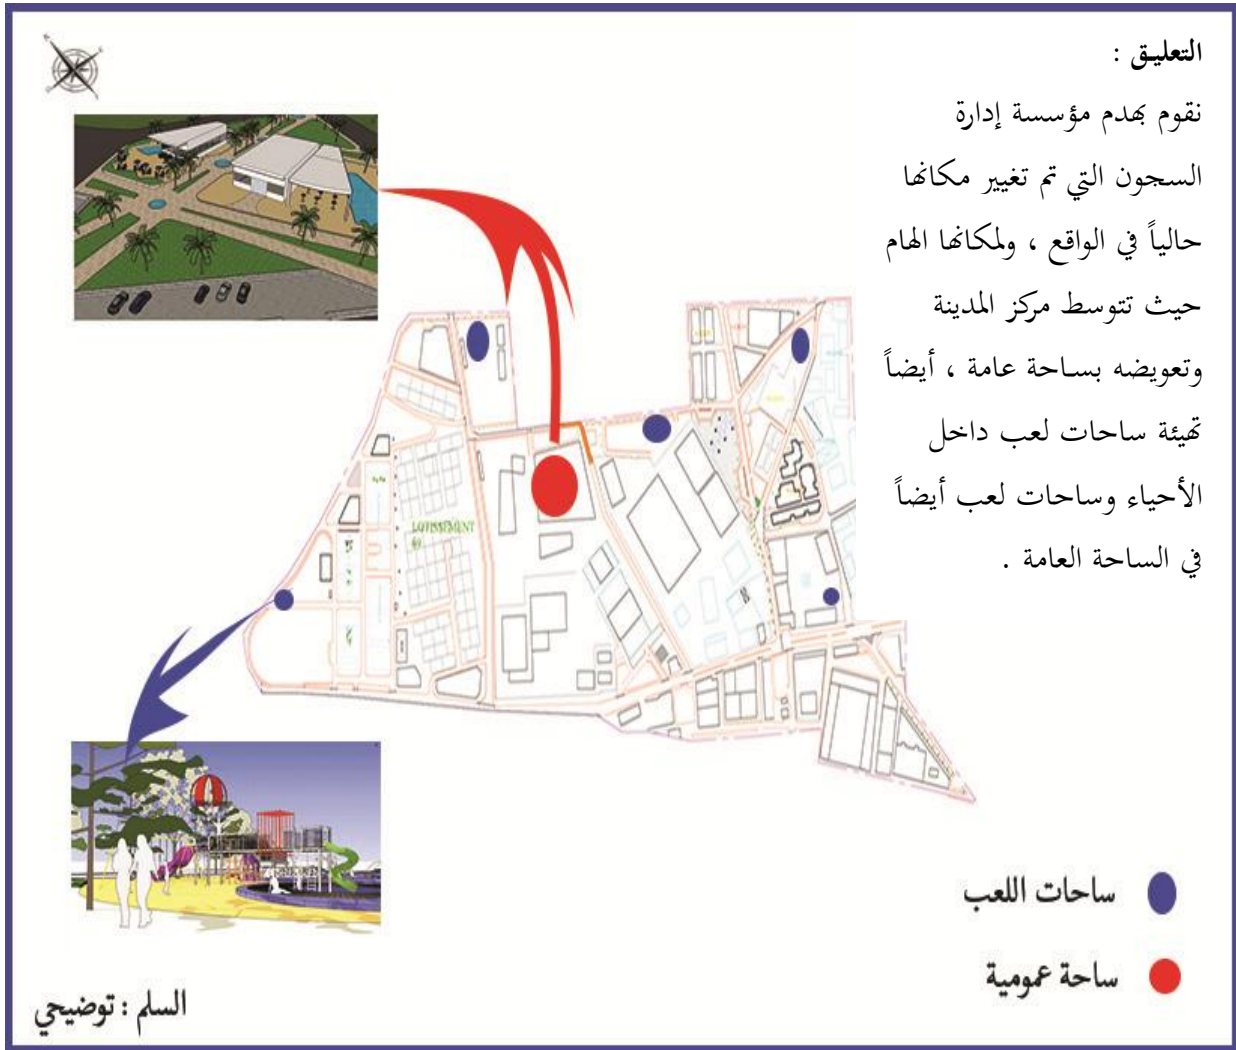 التعليق :
نقوم بهدم مؤسسة إدارة
السجون التي تم تغيير مكانها
حالياً في الواقع ، ولمكانها الهام
حيث تتوسط مركز المدينة
وتعويضه بساحة عامة ، أيضاً
تهيئة ساحات لعب داخل
الأحياء وساحات لعب أيضاً
في الساحة العامة .
LOTISSEMENT
ساحات اللعب
ساحة عمومية
السلم : توضيحي